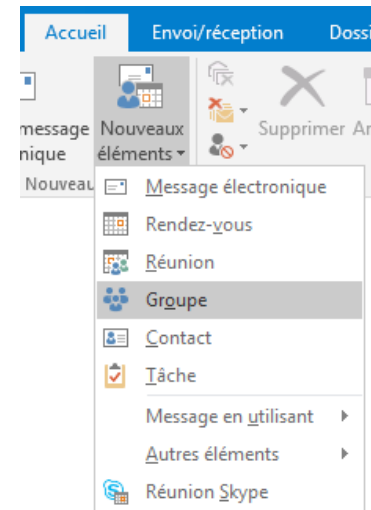 Accueil Envoi/réception Dossi
message Nouveaux Supprimer Ar
nique éléments
Nouveau
Message électronique
Rendez-vous
Réunion
Groupe
Contact
Tâche
Message en utilisant
Autres éléments
Réunion Skype